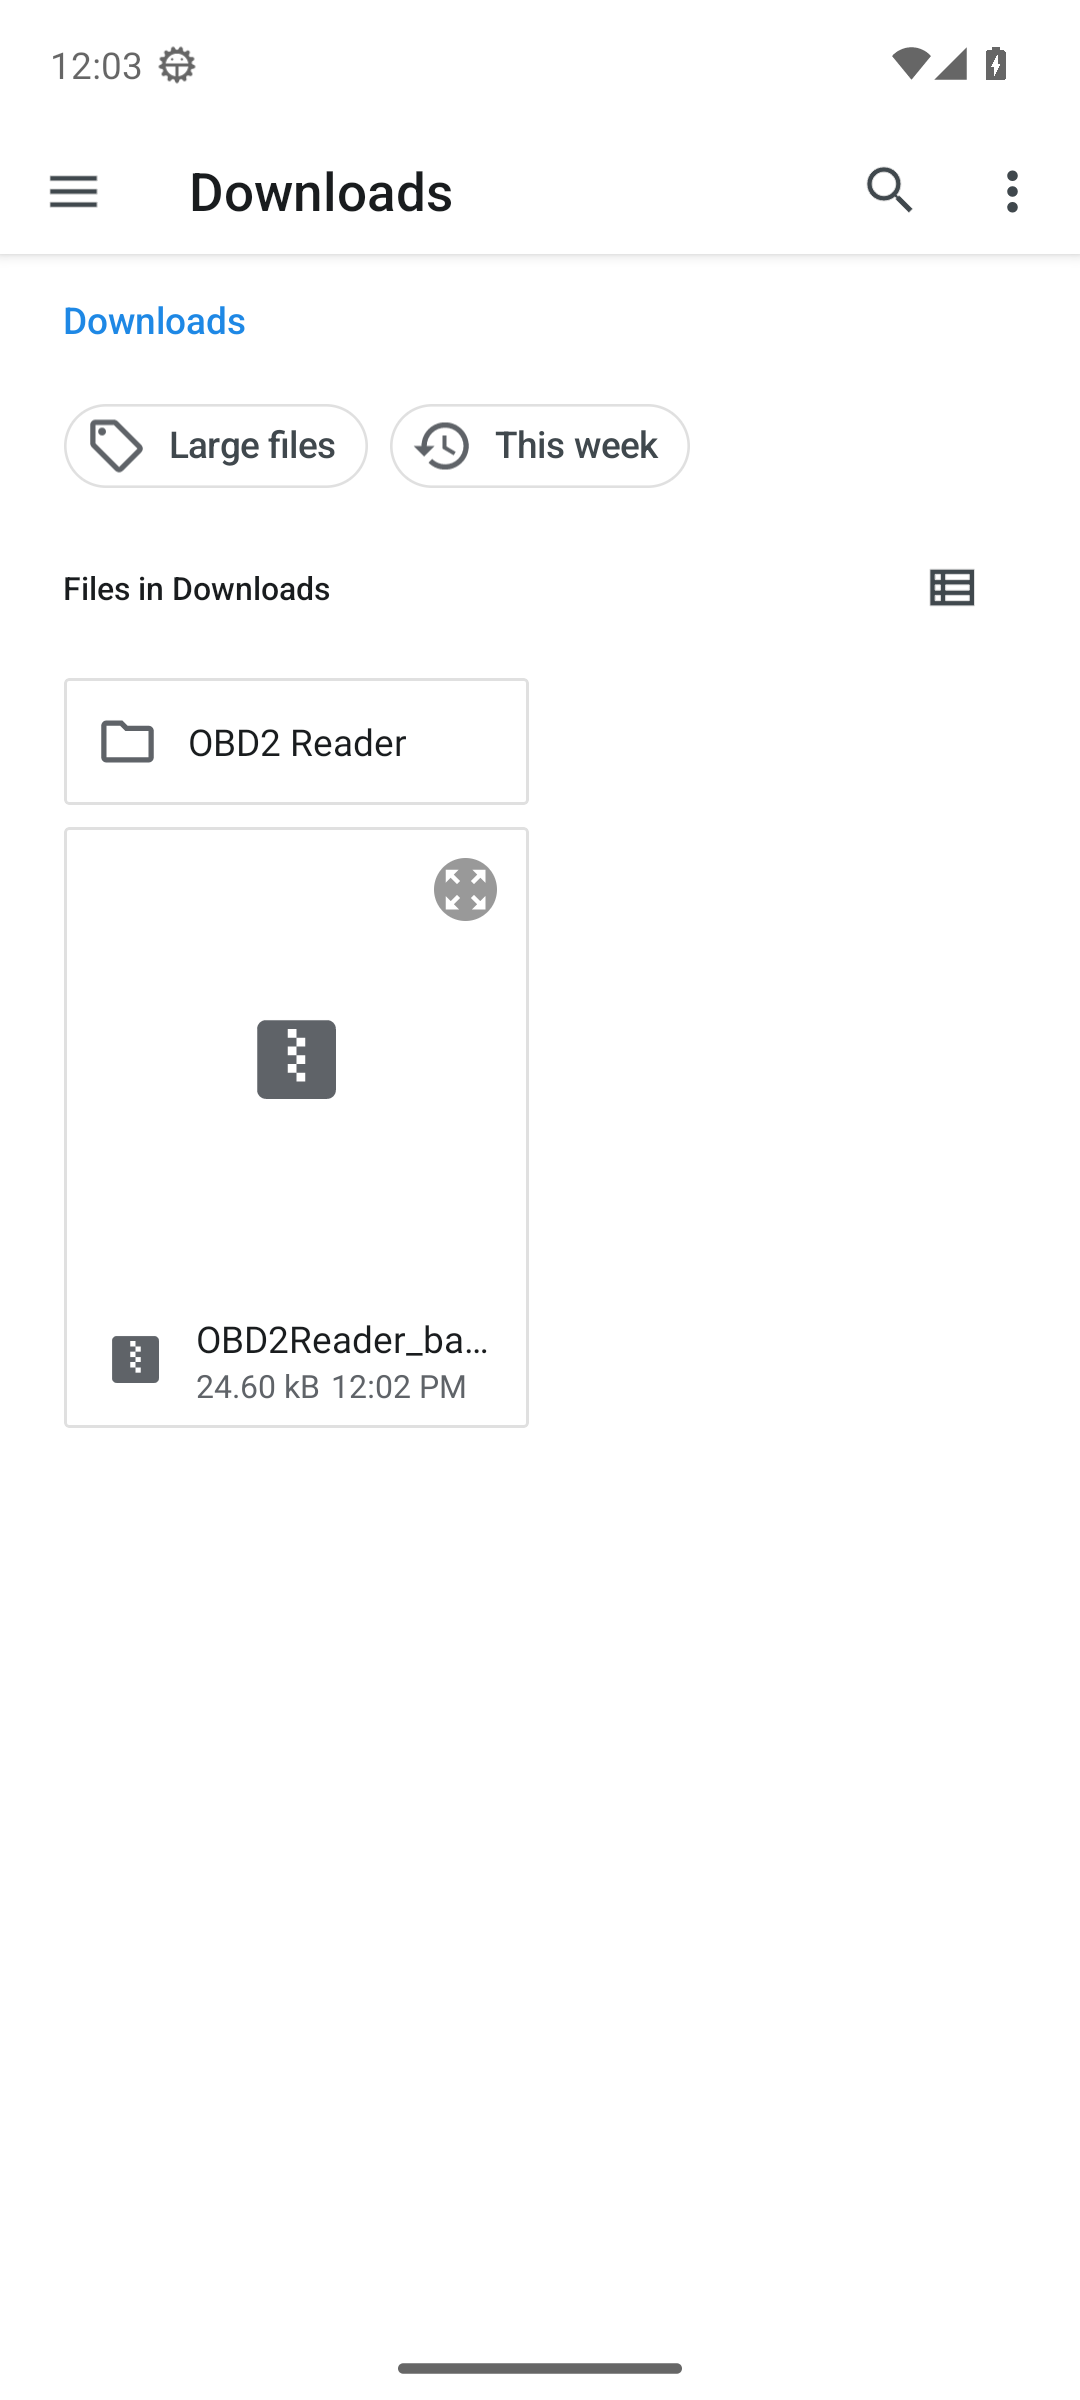 12:03
Downloads
Downloads
Large files
This week
Files in Downloads
OBD2 Reader
OBD2Reader_ba…
24.60 kB 12:02 PM